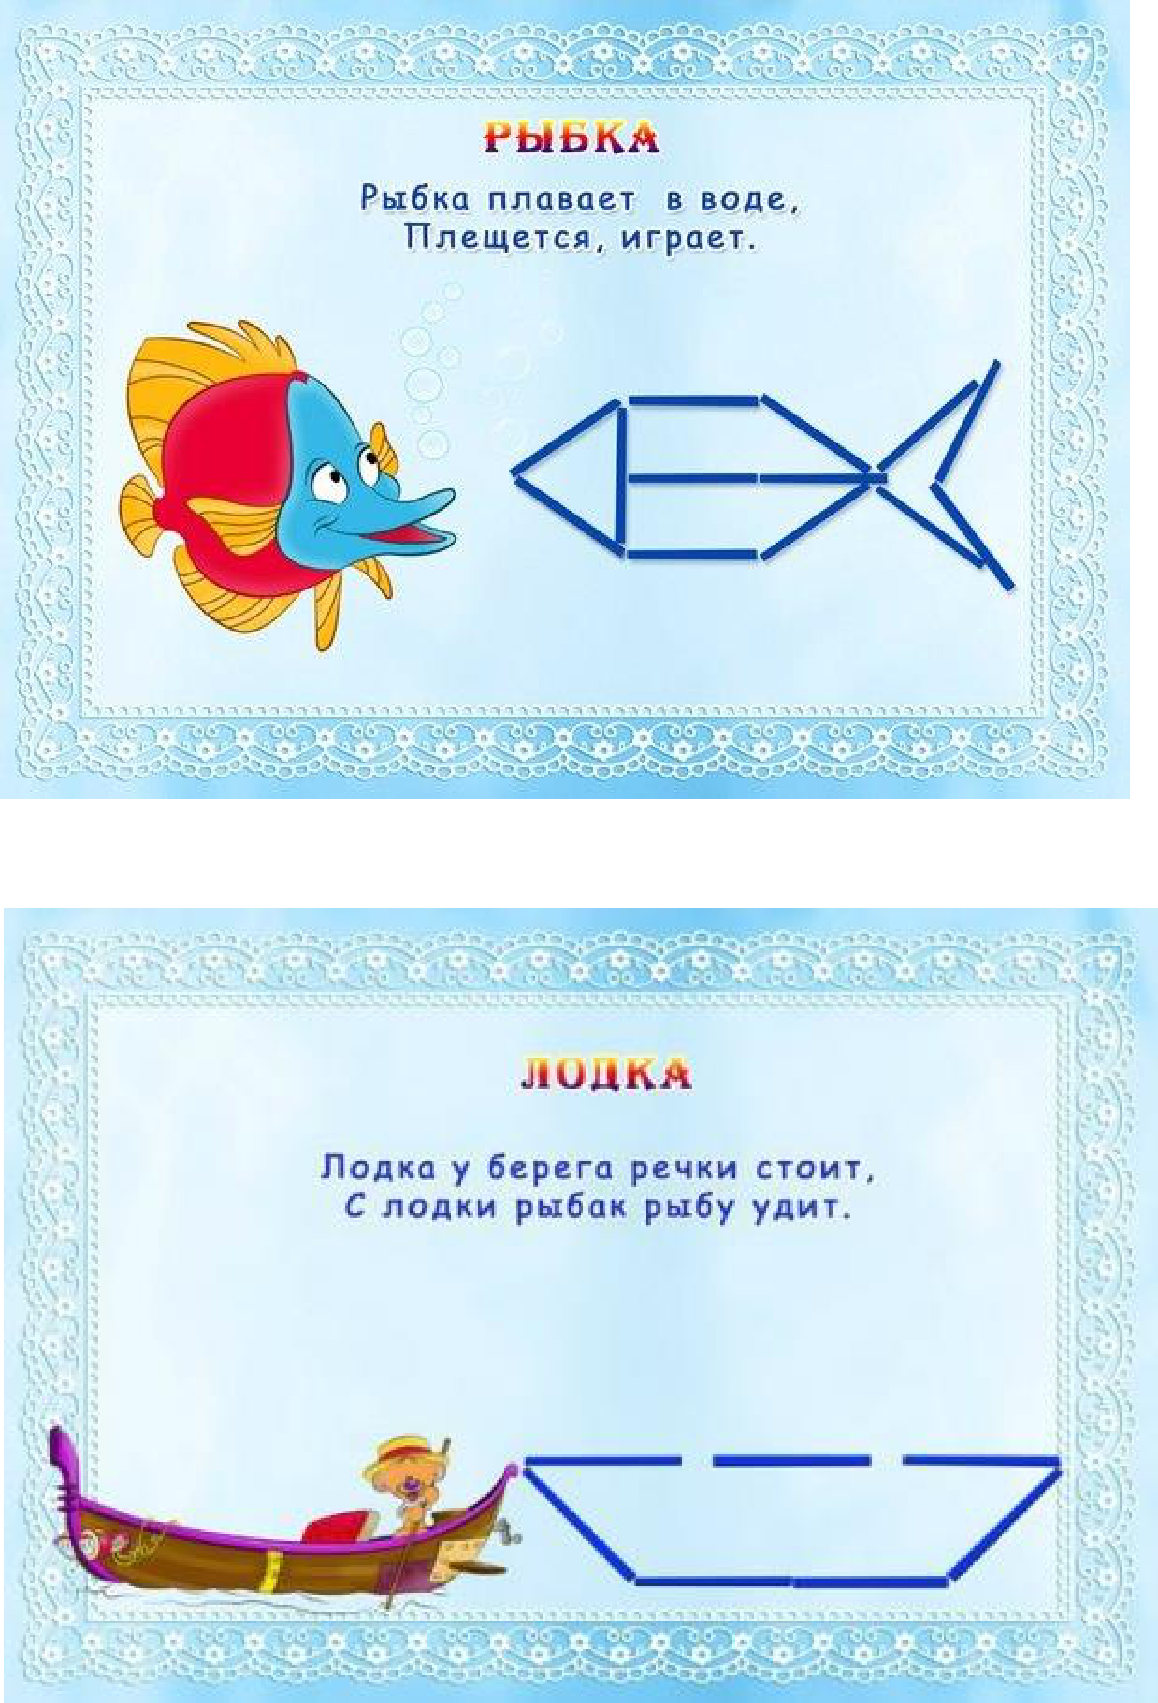 РЫБКА
Рыбка плавает в воде,
Плещется, играет.
ЛОДКА
Лодка у берега речки стоит,
С лодки рыбак рыбу удит.